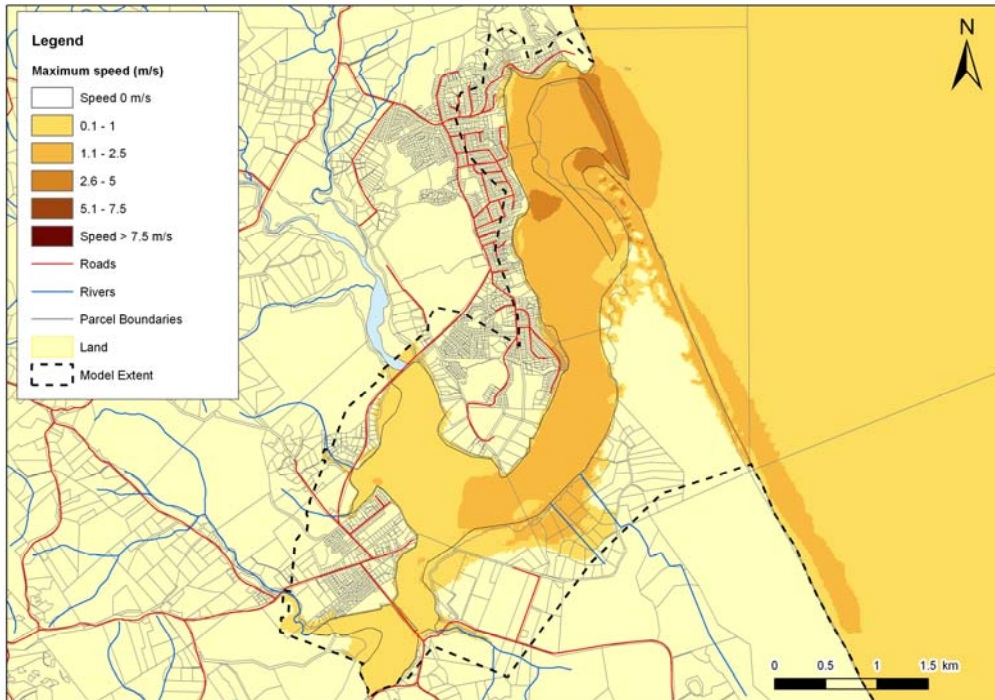 Legend
Maximum speed (m/s)
Speed 0 m/s
0.1 - 1
1.1 - 2.5
2.6 - 5
5.1 - 7.5
Speed > 7.5 m/s
Roads
Rivers
Parcel Boundaries
Land
Model Extent
N
0 0.5 1 1.5 km